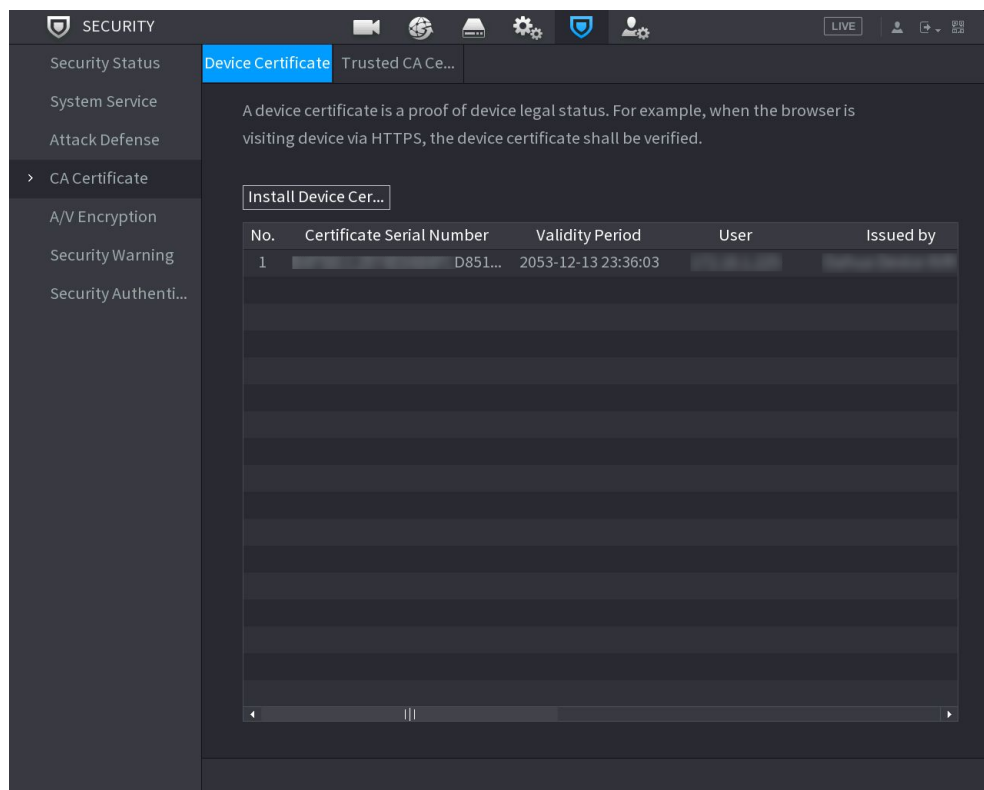 SECURITY
LIVE
Security Status
System Service
Attack Defense
CA Certificate
A/V Encryption
Security Warning
Security Authenti...
Device Certificate Trusted CA Ce...
A device certificate is a proof of device legal status. For example, when the browser is
visiting device via HTTPS, the device certificate shall be verified.
Install Device Cer...
No. Certificate Serial Number Validity Period User Issued by
1 D851... 2053-12-13 23:36:03